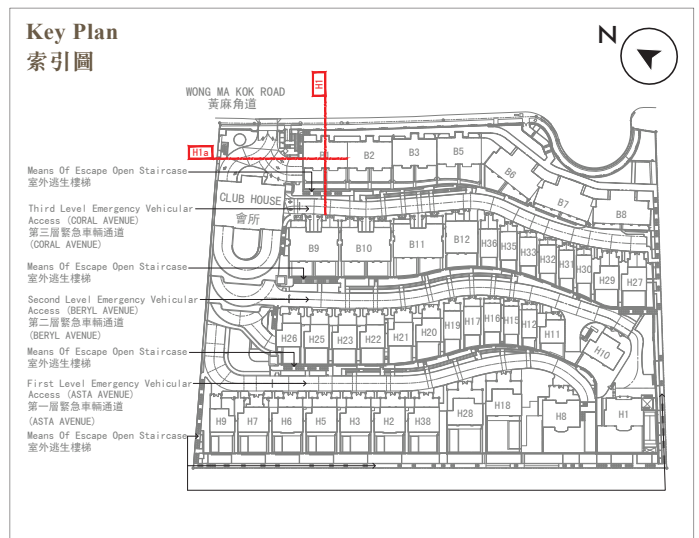 Key Plan
索引圖
N
WONG MA KOK ROAD
黃麻角道
H1
H1a
B1
B2
B3
B5
B6
B7
B8
Means Of Escape Open Staircase
室外逃生樓梯
CLUB HOUSE
會所
Third Level Emergency Vehicular
Access (CORAL AVENUE)
第三層緊急車輛通道
(CORAL AVENUE)
B9
B10
B11
B12
H36
H35
H33
H32
H31
H30
H29
H27
Means Of Escape Open Staircase
室外逃生樓梯
Second Level Emergency Vehicular
Access (BERYL AVENUE)
第二層緊急車輛通道
(BERYL AVENUE)
H26
H25
H23
H22
H21
H20
H19
H17
H16
H15
H12
H11
H10
Means Of Escape Open Staircase
室外逃生樓梯
First Level Emergency Vehicular
Access (ASTA AVENUE)
第一層緊急車輛通道
(ASTA AVENUE)
H9
H7
H6
H5
H3
H2
H38
H28
H18
H8
H1
Means Of Escape Open Staircase
室外逃生樓梯